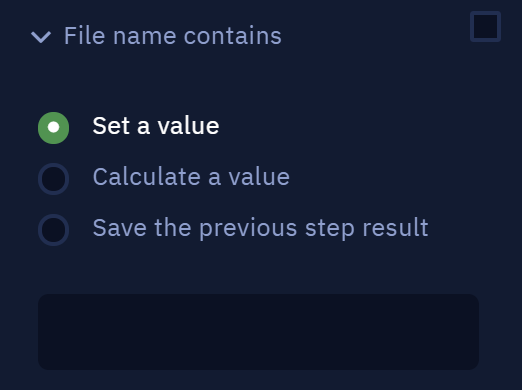 File name contains
Set a value
Calculate a value
Save the previous step result